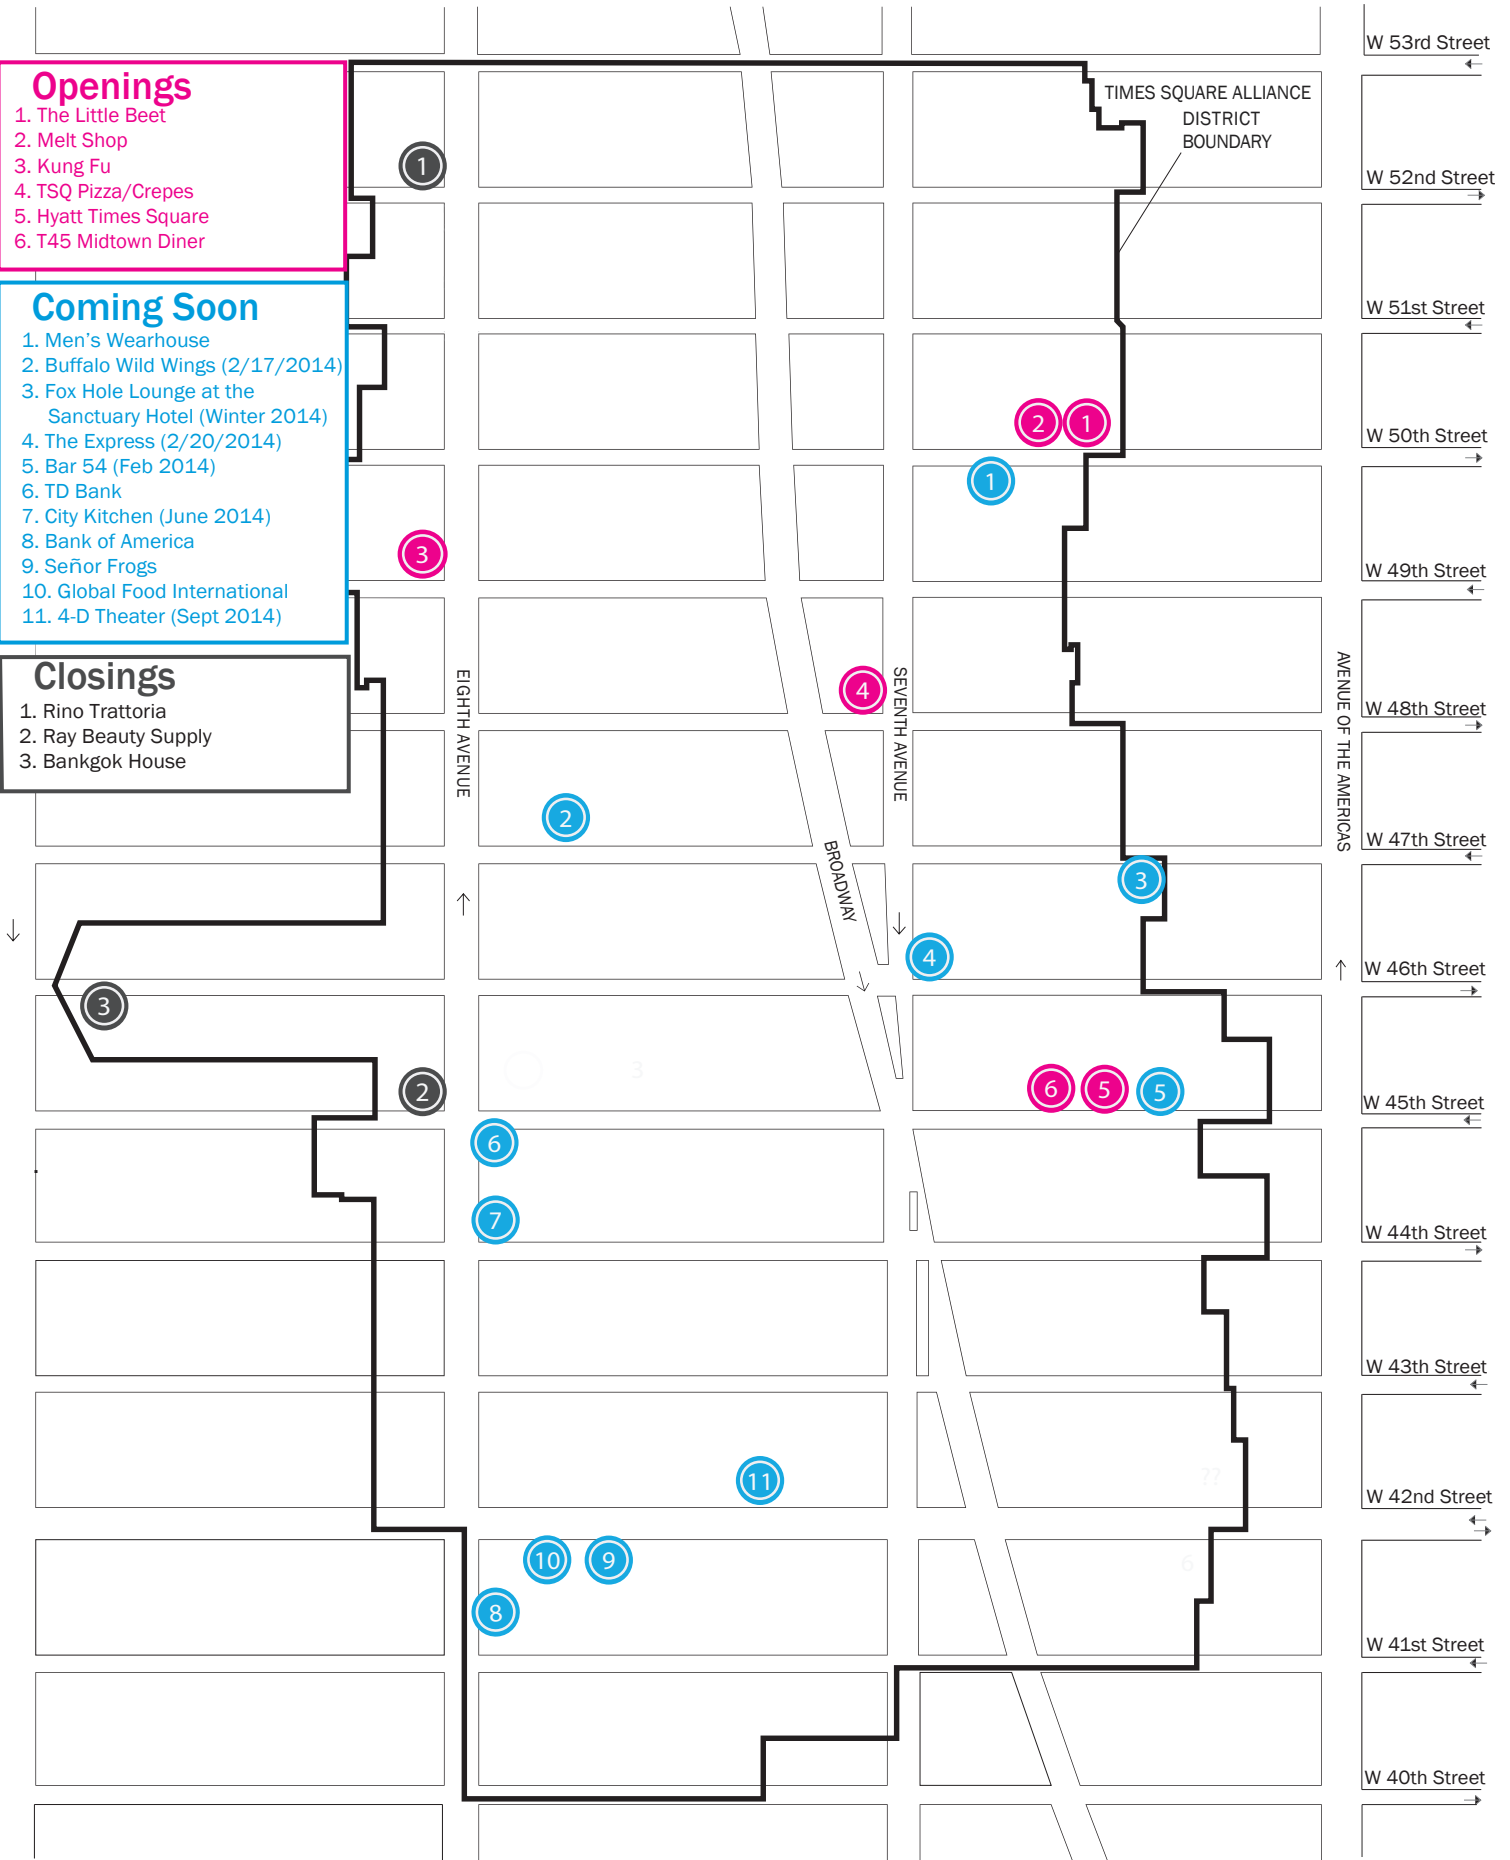 Openings
1. The Little Beet
2. Melt Shop
3. Kung Fu
4. TSQ Pizza/Crepes
5. Hyatt Times Square
6. T45 Midtown Diner
Coming Soon
1. Men's Wearhouse
2. Buffalo Wild Wings (2/17/2014)
3. Fox Hole Lounge at the
Sanctuary Hotel (Winter 2014)
4. The Express (2/20/2014)
5. Bar 54 (Feb 2014)
6. TD Bank
7. City Kitchen (June 2014)
8. Bank of America
9. Señor Frogs
10. Global Food International
11. 4-D Theater (Sept 2014)
Closings
1. Rino Trattoria
2. Ray Beauty Supply
3. Bankgok House
TIMES SQUARE ALLIANCE
DISTRICT
BOUNDARY
EIGHTH AVENUE
BROADWAY
SEVENTH AVENUE
AVENUE OF THE AMERICAS
W 53rd Street
W 52nd Street
W 51st Street
W 50th Street
W 49th Street
W 48th Street
W 47th Street
W 46th Street
W 45th Street
W 44th Street
W 43th Street
W 42nd Street
W 41st Street
W 40th Street
1
2
1
1
3
4
2
3
4
3
2
3
6
5
5
6
7
11
??
10
9
6
8